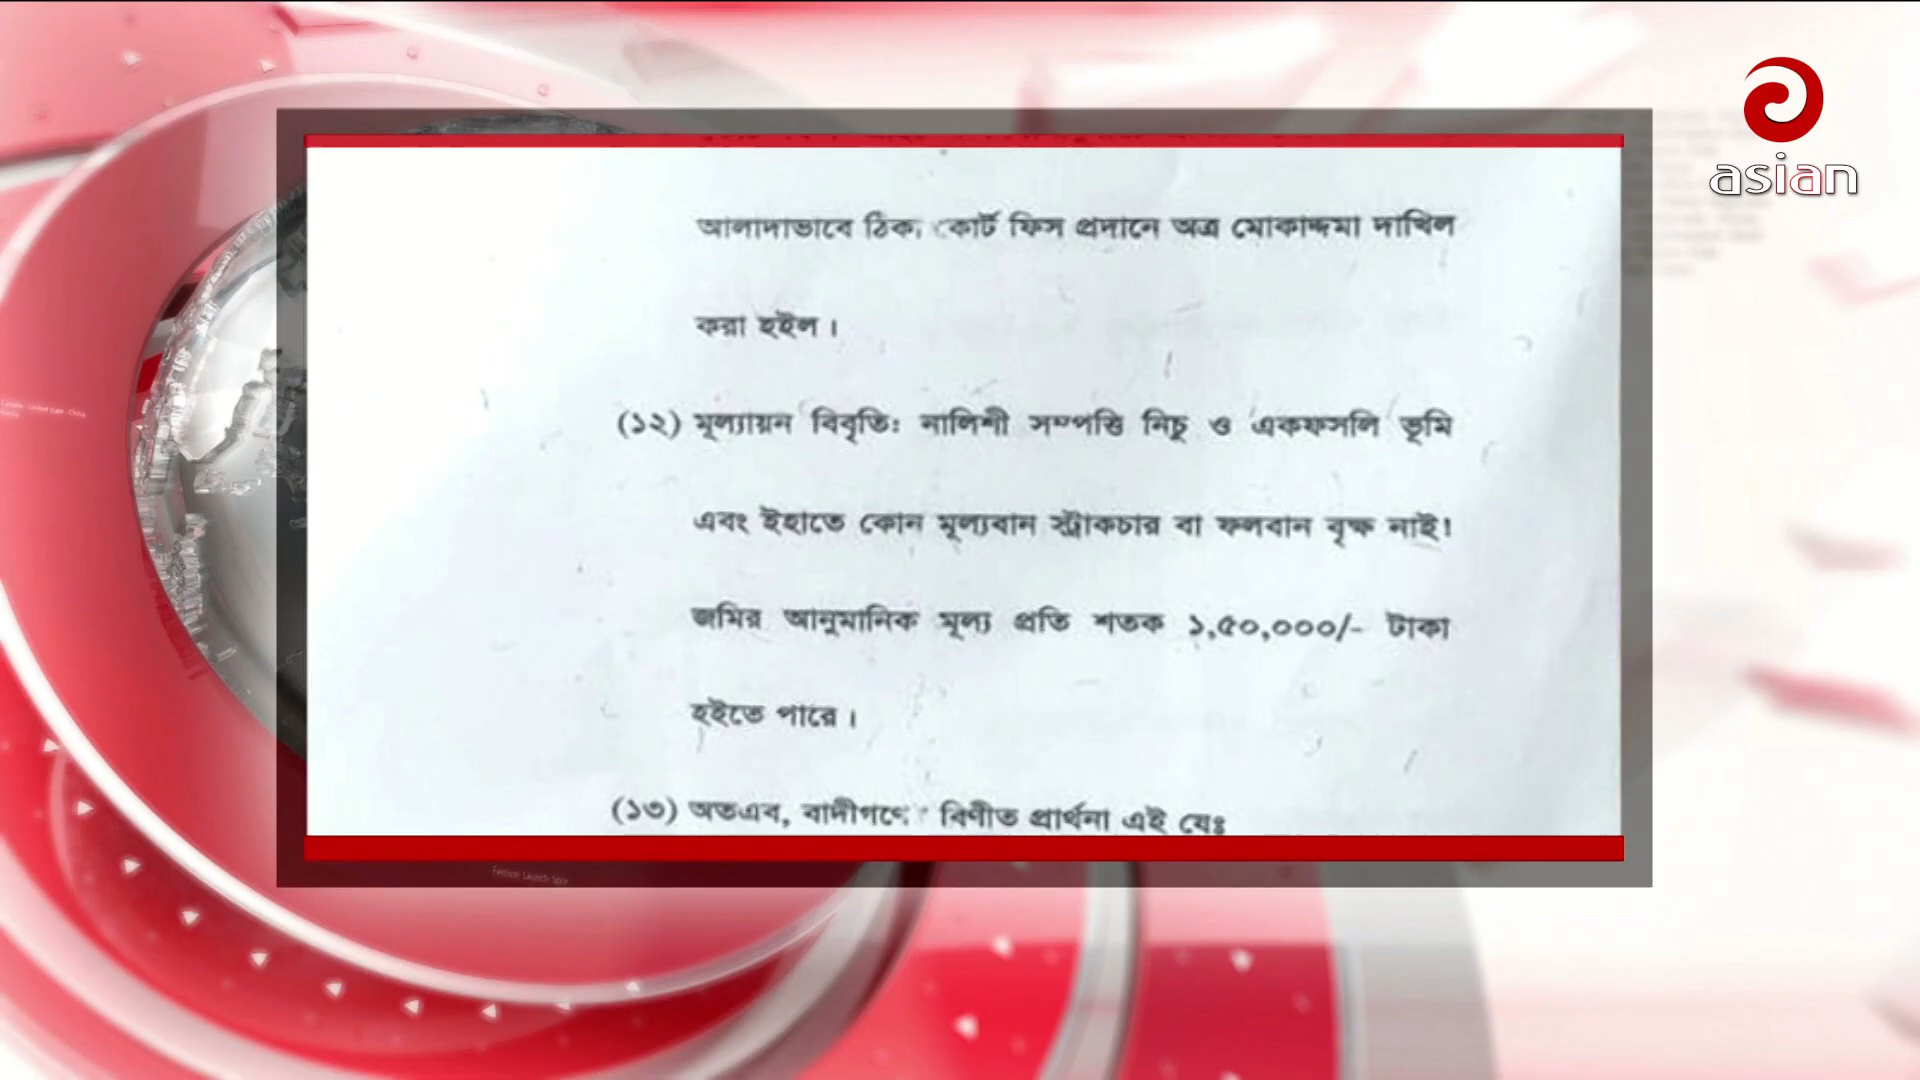 asian
আলাদাভাবে ঠিক কোর্ট ফিস প্রদানে অত্র মোকাদ্দমা দাখিল
করা হইল।
(১২) মূল্যায়ন বিবৃতিঃ নালিশী সম্পত্তি নিচু ও একফসলি ভূমি
এবং ইহাতে কোন মূল্যবান স্ট্রাকচার বা ফলবান বৃক্ষ নাই।
জমির আনুমানিক মূল্য প্রতি শতক ১,৫০,০০০/- টাকা
হইতে পারে।
(১৩) অতএব, বাদীগণে বিণীত প্রার্থনা এই যেঃ